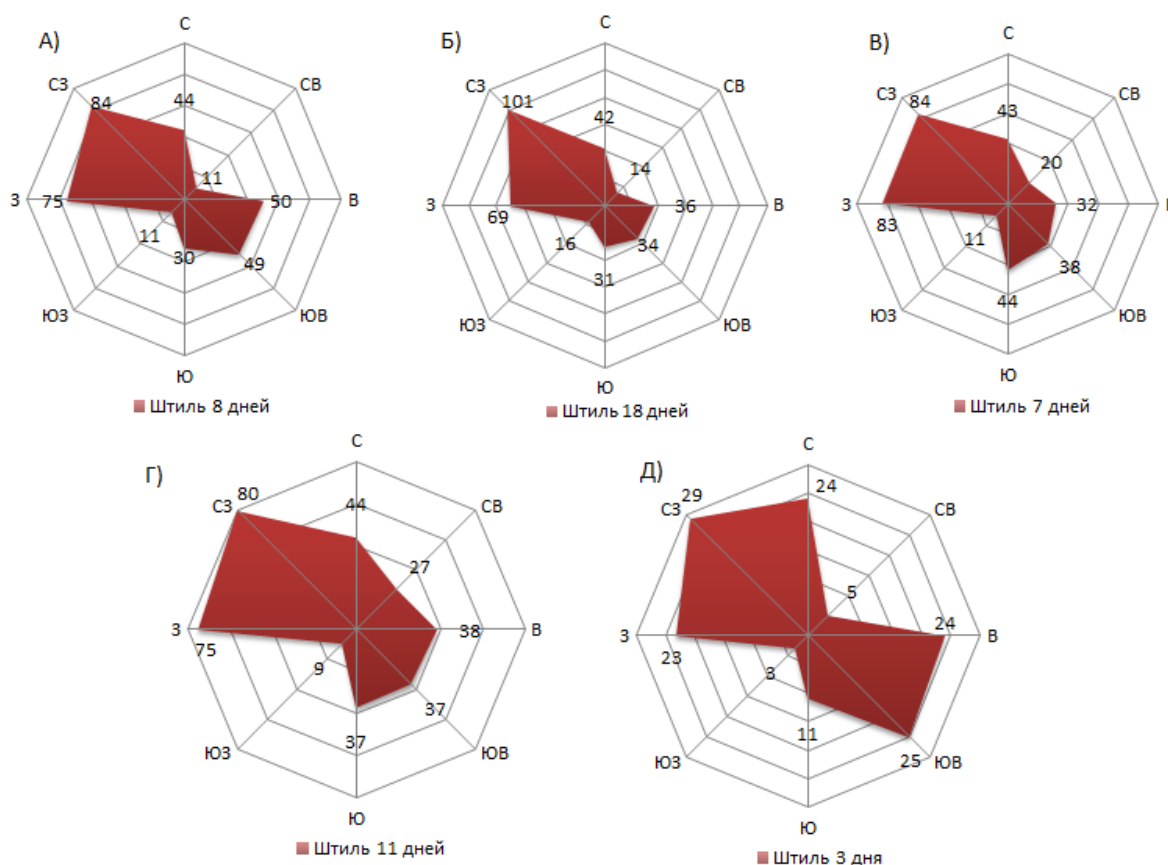 А)
С
СВ
В
ЮВ
Ю
ЮЗ
З
СЗ
44
11
50
49
30
11
75
84
Штиль 8 дней
Б)
С
СВ
В
ЮВ
Ю
ЮЗ
З
СЗ
42
14
36
34
31
16
69
101
Штиль 18 дней
В)
С
СВ
В
ЮВ
Ю
ЮЗ
З
СЗ
43
20
32
38
44
11
83
84
Штиль 7 дней
Г)
С
СВ
В
ЮВ
Ю
ЮЗ
З
СЗ
44
27
38
37
37
9
75
80
Штиль 11 дней
Д)
С
СВ
В
ЮВ
Ю
ЮЗ
З
СЗ
24
5
24
25
11
3
23
29
Штиль 3 дня